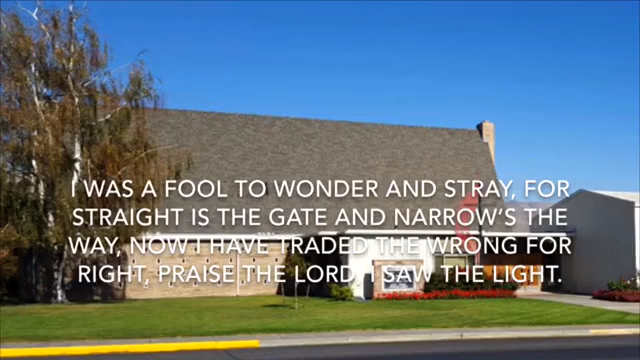 I WAS A FOOL TO WONDER AND STRAY, FOR
STRAIGHT IS THE GATE AND NARROW’S THE
WAY, NOW I HAVE TRADED THE WRONG FOR
RIGHT, PRAISE THE LORD, I SAW THE LIGHT.